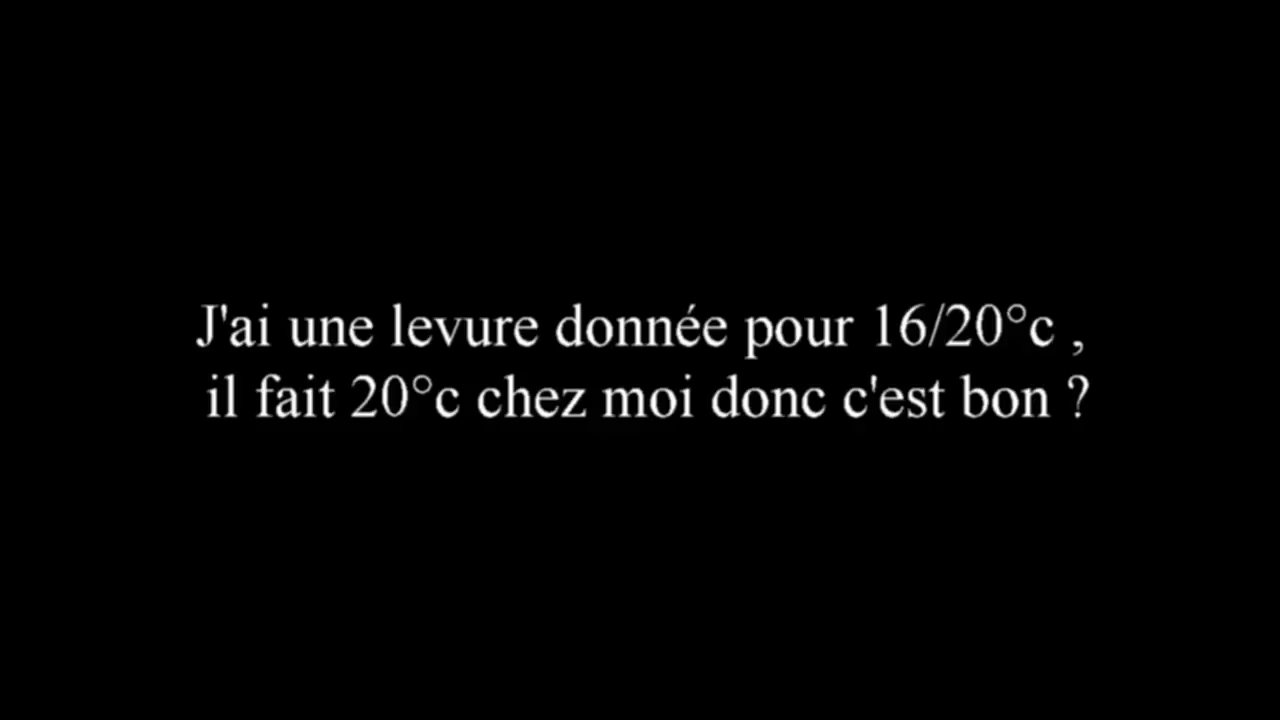 J'ai une levure donnée pour 16/20°c ,
il fait 20°c chez moi donc c'est bon ?